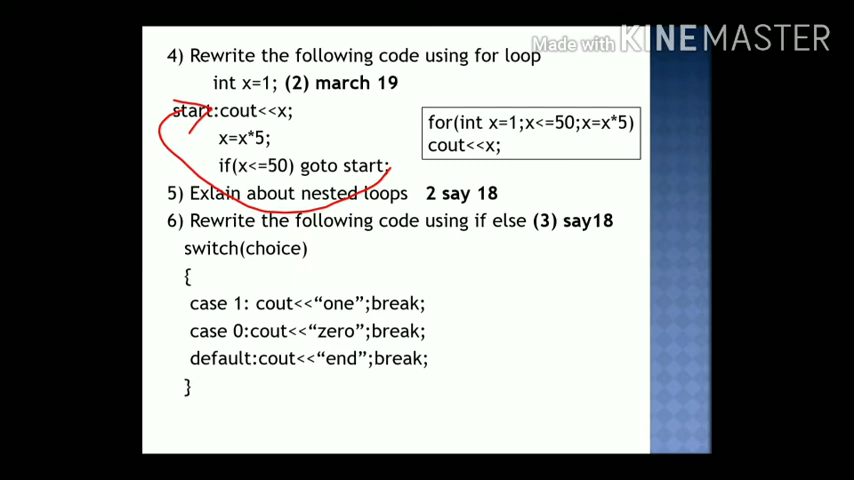 Made with KINEMASTER
4) Rewrite the following code using for loop
int x=1; (2) march 19
start:cout<<x;
x=x*5;
if(x<=50) goto start;
for(int x=1;x<=50;x=x*5)
cout<<x;
5) Exlain about nested loops 2 say 18
6) Rewrite the following code using if else (3) say18
switch(choice)
{
case 1: cout<<“one”;break;
case 0:cout<<“zero”;break;
default:cout<<“end”;break;
}